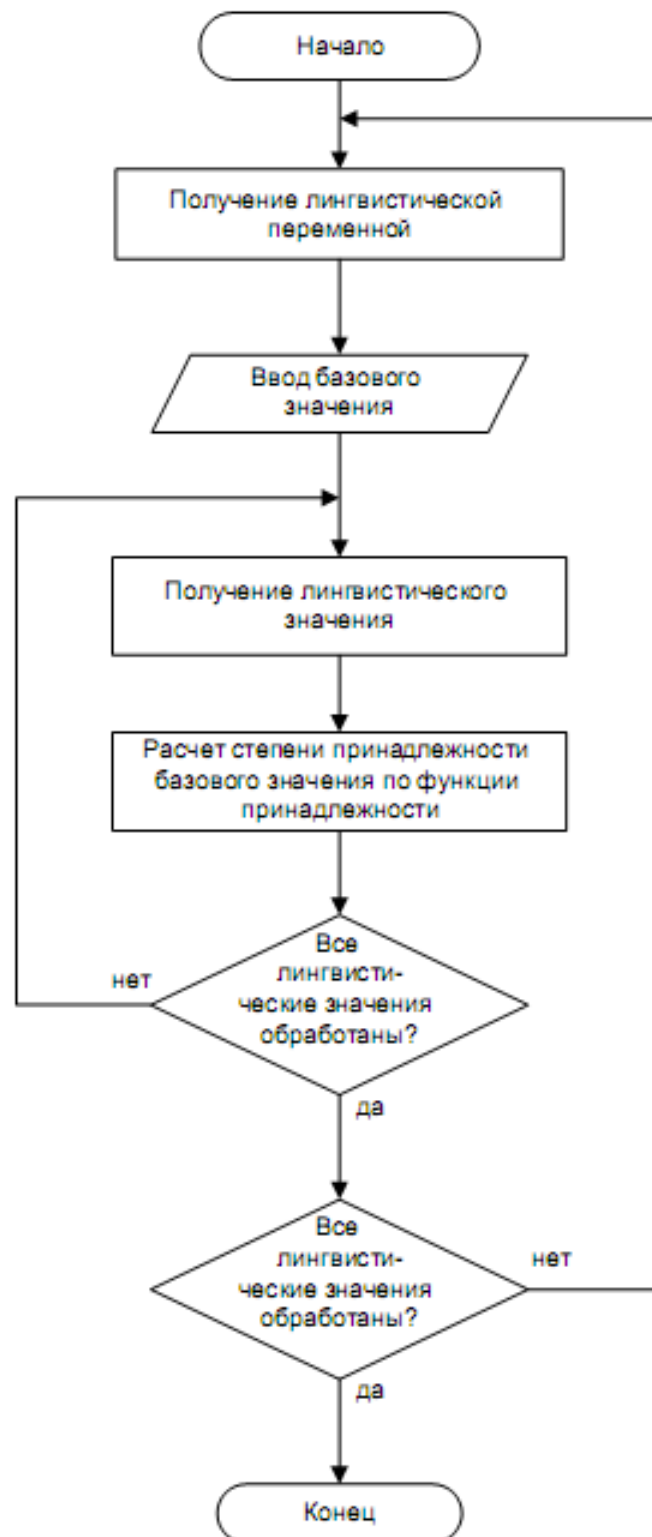 Начало
Получение лингвистической
переменной
Ввод базового
значения
Получение лингвистического
значения
Расчет степени принадлежности
базового значения по функции
принадлежности
Все
лингвисти-
ческие значения
обработаны?
нет
да
Все
лингвисти-
ческие значения
обработаны?
нет
да
Конец